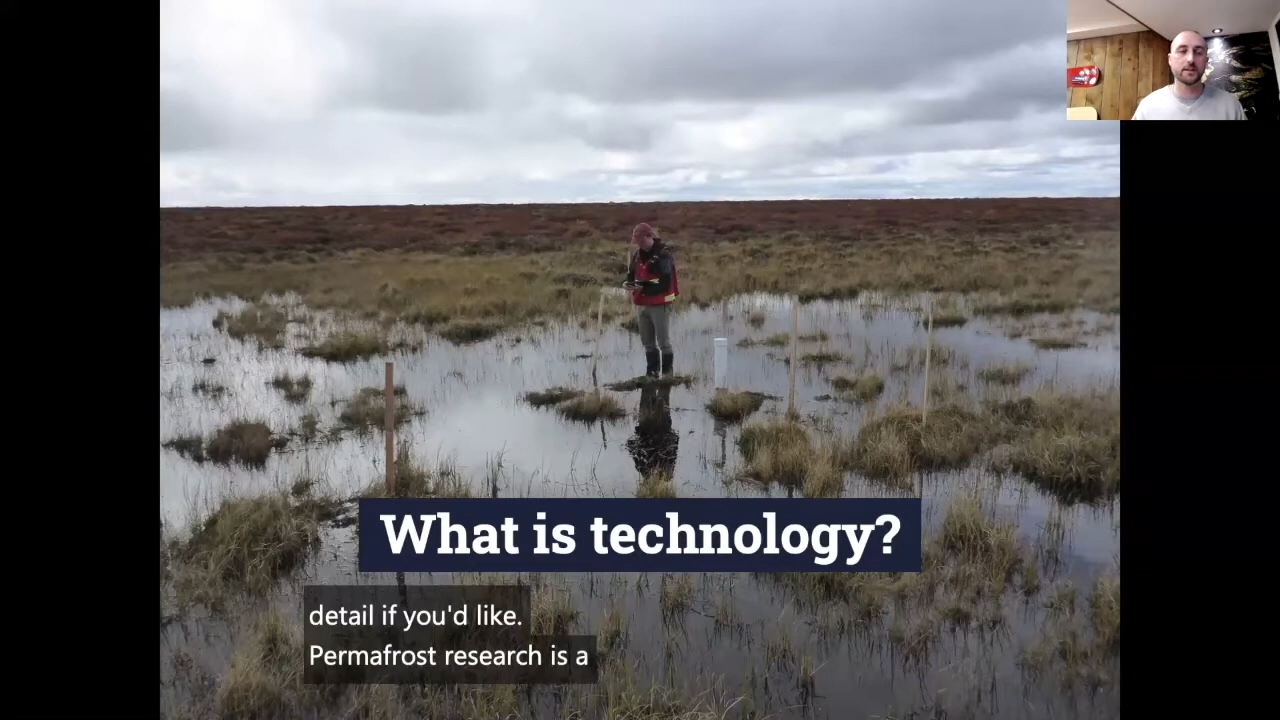 What is technology?
detail if you'd like.
Permafrost research is a